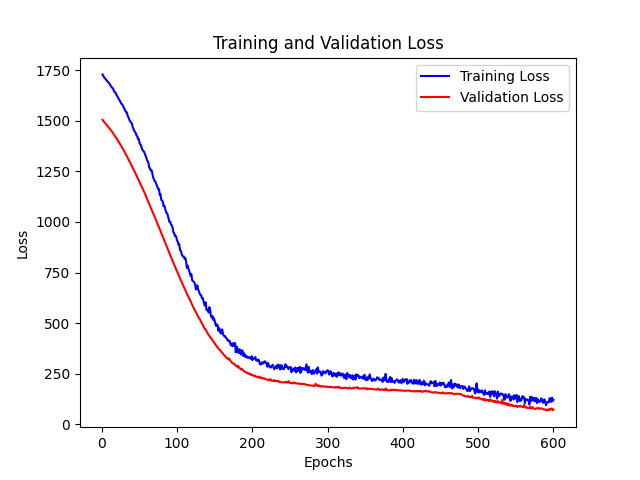 Training and Validation Loss
Training Loss
Validation Loss
Loss
1750
1500
1250
1000
750
500
250
0
0 100 200 300 400 500 600
Epochs